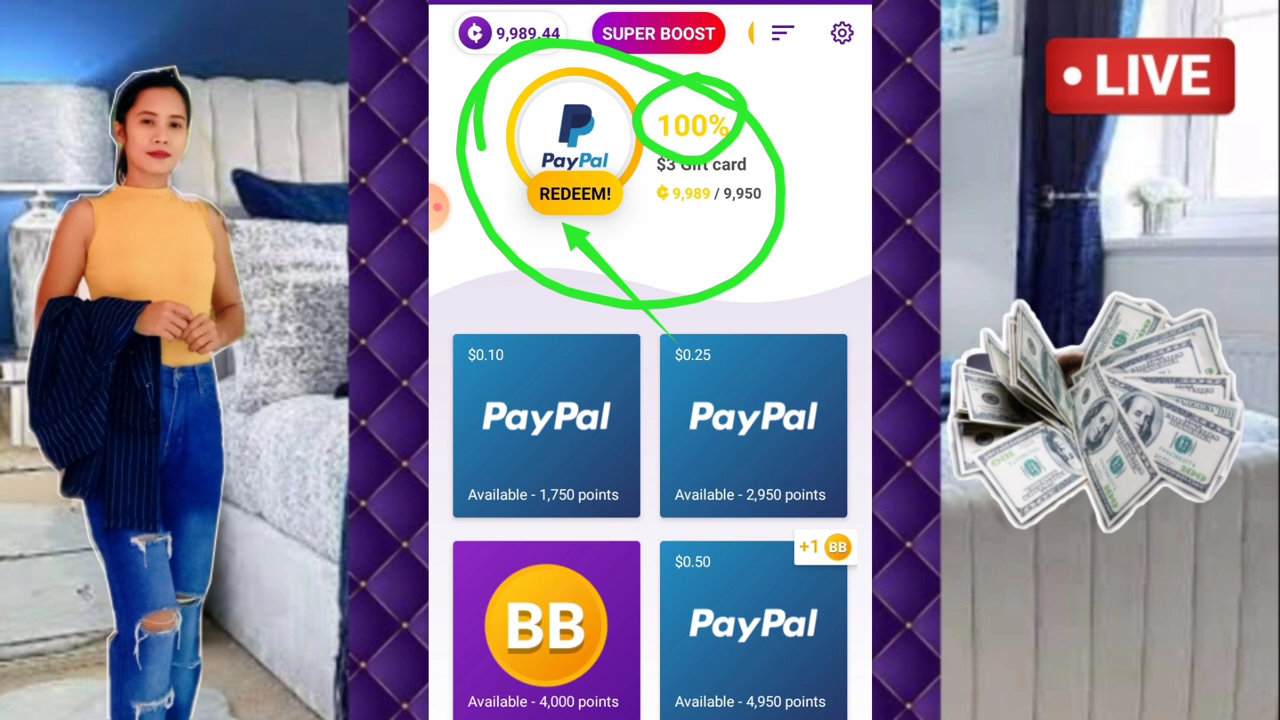 9,989.44
SUPER BOOST
LIVE
PayPal
REDEEM!
100%
$3 Gift card
9,989 / 9,950
$0.10
PayPal
Available - 1,750 points
$0.25
PayPal
Available - 2,950 points
BB
Available - 4,000 points
+1 BB
$0.50
PayPal
Available - 4,950 points